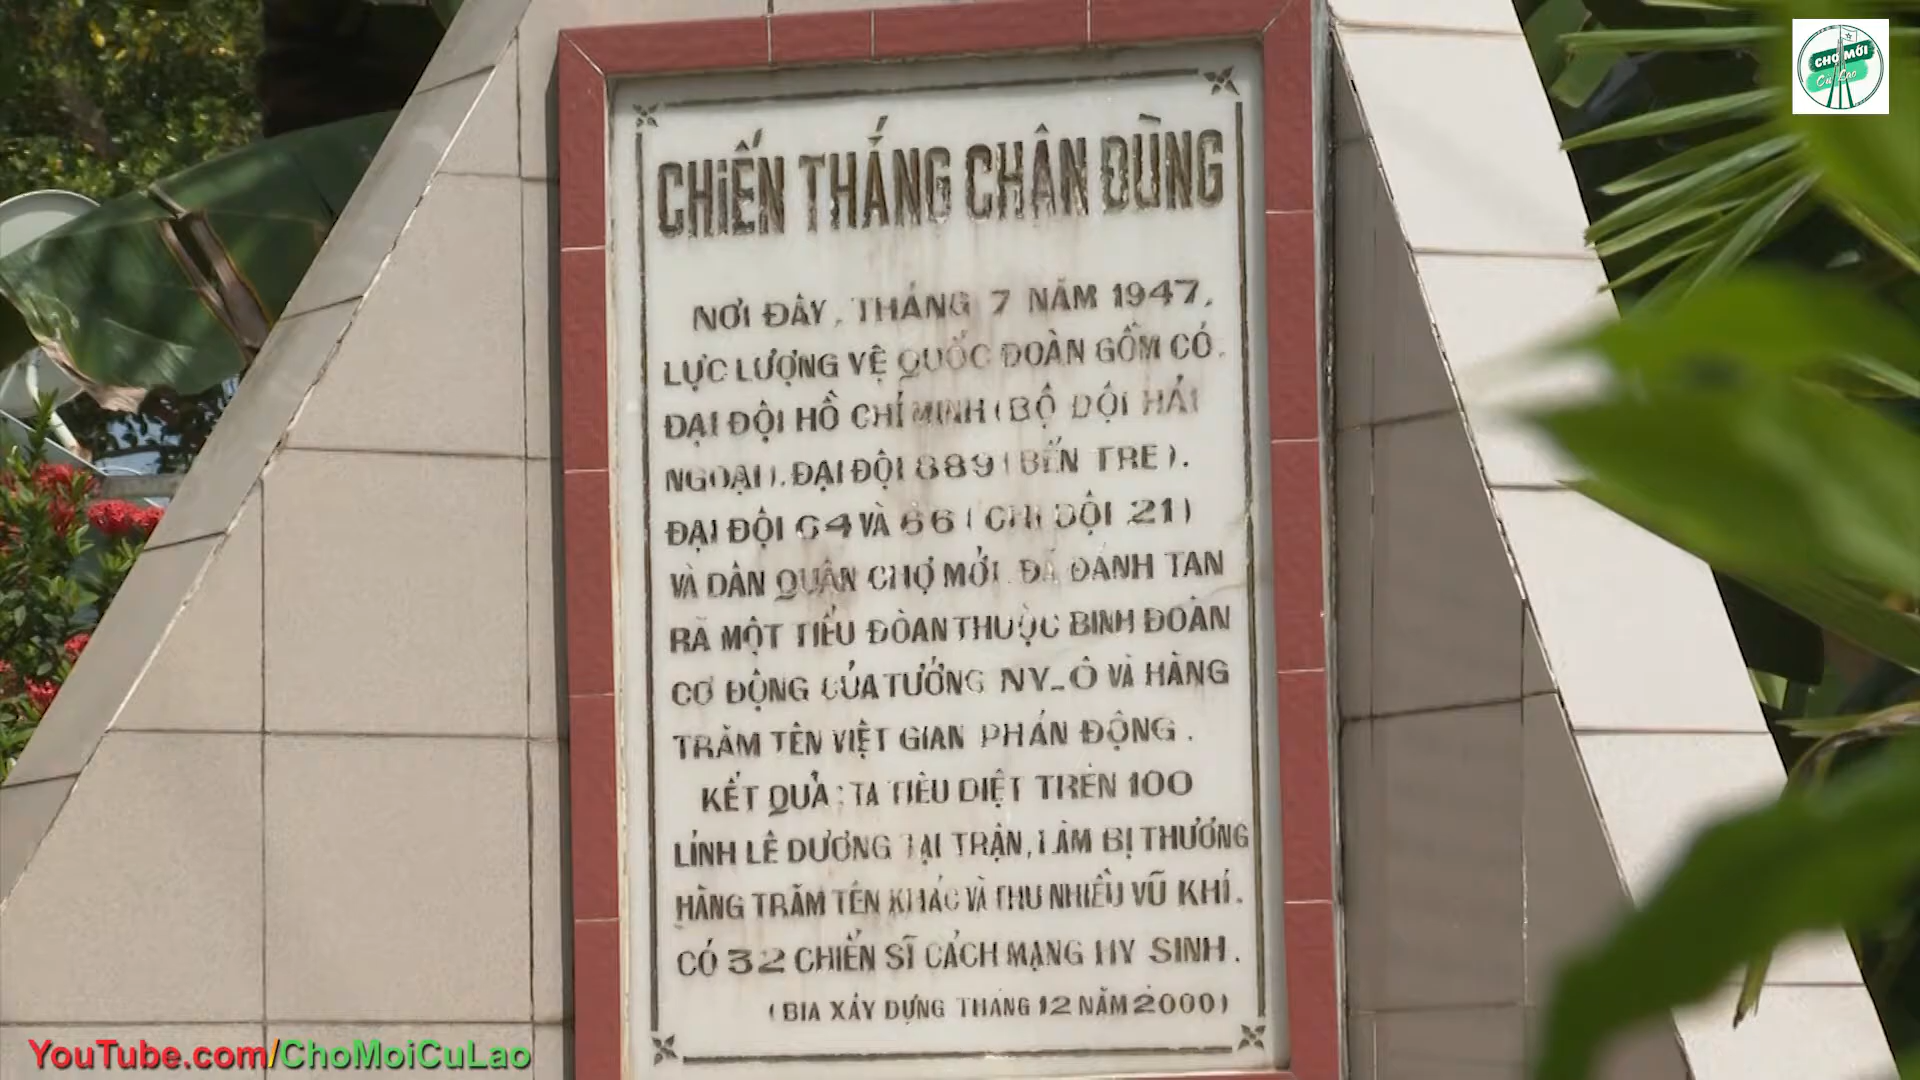 CHỢ MỚI
Cù Lao
CHIẾN THẮNG CHÂN ĐÙNG
NƠI ĐÂY, THÁNG 7 NĂM 1947,
LỰC LƯỢNG VỆ QUỐC ĐOÀN GỒM CÓ,
ĐẠI ĐỘI HỒ CHÍ MINH (BỘ ĐỘI HẢI
NGOẠI), ĐẠI ĐỘI 889 (BẾN TRE).
ĐẠI ĐỘI 64 VÀ 66 (CHI ĐỘI 21)
VÀ DÂN QUÂN CHỢ MỚI. ĐÃ ĐÁNH TAN
RÃ MỘT TIỂU ĐÒAN THUỘC BINH ĐOÀN
CƠ ĐỘNG CỦA TƯỚNG NY_Ô VÀ HÀNG
TRĂM TÊN VIỆT GIAN PHẢN ĐỘNG.
KẾT QUẢ: TA TIÊU DIỆT TRÊN 100
LÍNH LÊ DƯƠNG TẠI TRẬN, LÀM BỊ THƯƠNG
HÀNG TRĂM TÊN KHÁC VÀ THU NHIỀU VŨ KHÍ.
CÓ 32 CHIẾN SĨ CÁCH MẠNG HY SINH.
(BIA XÂY DỰNG THÁNG 12 NĂM 2000)
YouTube.com/ChoMoiCuLao